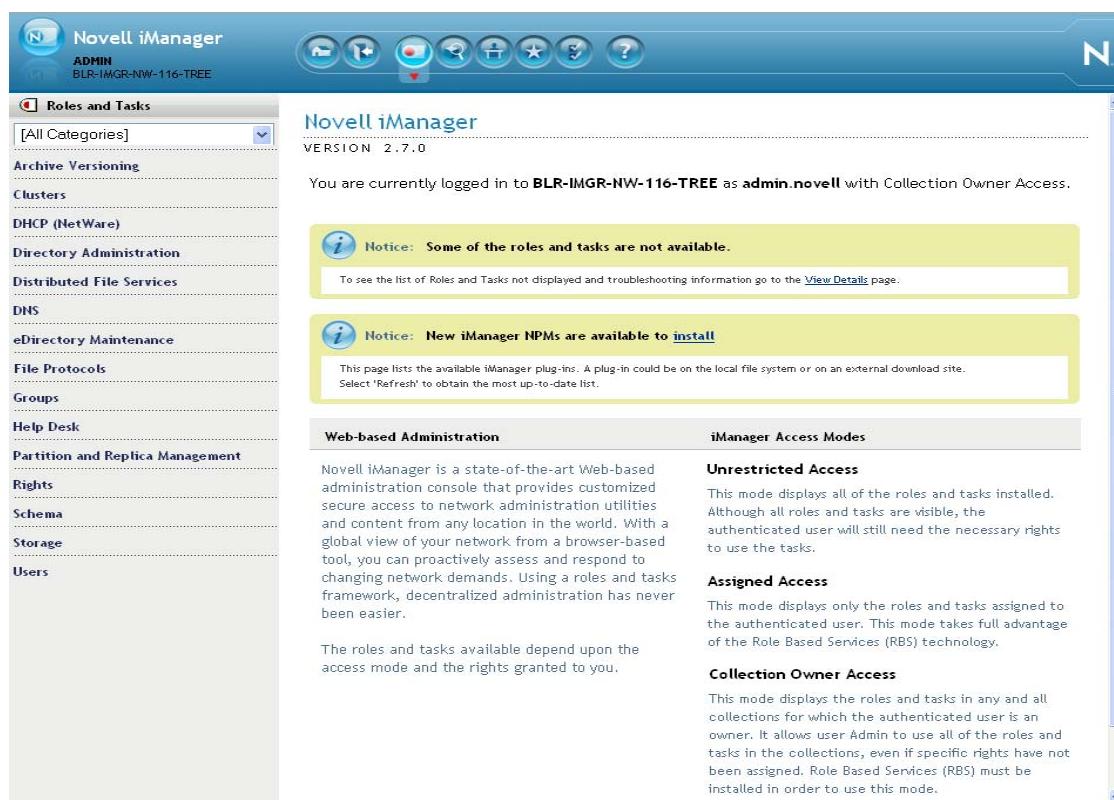 Novell iManager
ADMIN
BLR-IMGR-NW-116-TREE
N
Roles and Tasks
[All Categories]
Archive Versioning
Clusters
DHCP (NetWare)
Directory Administration
Distributed File Services
DNS
eDirectory Maintenance
File Protocols
Groups
Help Desk
Partition and Replica Management
Rights
Schema
Storage
Users
Novell iManager
VERSION 2.7.0
You are currently logged in to BLR-IMGR-NW-116-TREE as admin.novell with Collection Owner Access.
Notice: Some of the roles and tasks are not available.
To see the list of Roles and Tasks not displayed and troubleshooting information go to the View Details page.
Notice: New iManager NPMs are available to install
This page lists the available iManager plug-ins. A plug-in could be on the local file system or on an external download site.
Select 'Refresh' to obtain the most up-to-date list.
Web-based Administration
Novell iManager is a state-of-the-art Web-based
administration console that provides customized
secure access to network administration utilities
and content from any location in the world. With a
global view of your network from a browser-based
tool, you can proactively assess and respond to
changing network demands. Using a roles and tasks
framework, decentralized administration has never
been easier.
The roles and tasks available depend upon the
access mode and the rights granted to you.
iManager Access Modes
Unrestricted Access
This mode displays all of the roles and tasks installed.
Although all roles and tasks are visible, the
authenticated user will still need the necessary rights
to use the tasks.
Assigned Access
This mode displays only the roles and tasks assigned to
the authenticated user. This mode takes full advantage
of the Role Based Services (RBS) technology.
Collection Owner Access
This mode displays the roles and tasks in any and all
collections for which the authenticated user is an
owner. It allows user Admin to use all of the roles and
tasks in the collections, even if specific rights have not
been assigned. Role Based Services (RBS) must be
installed in order to use this mode.